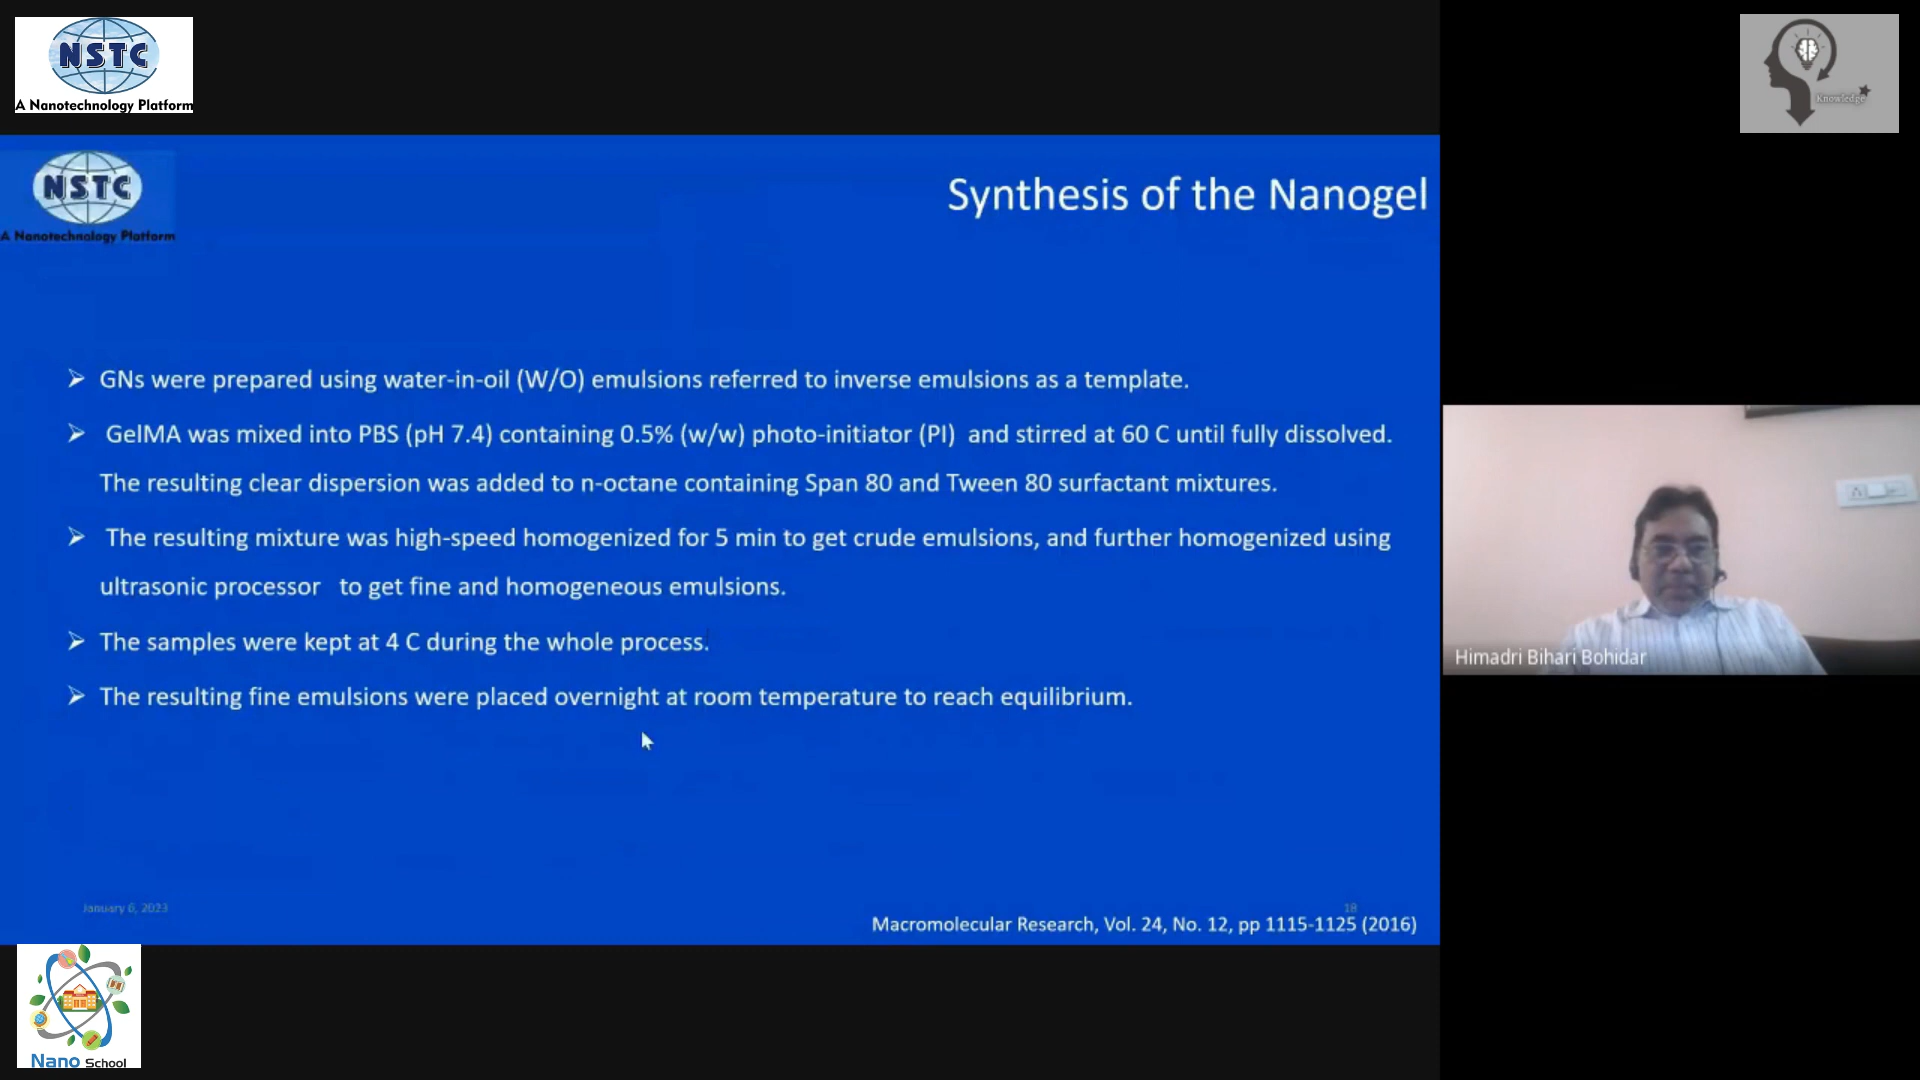 NSTC
A Nanotechnology Platform
Knowledge
NSTC
A Nanotechnology Platform
Synthesis of the Nanogel
➢ GNs were prepared using water-in-oil (W/O) emulsions referred to inverse emulsions as a template.
➢ GelMA was mixed into PBS (pH 7.4) containing 0.5% (w/w) photo-initiator (PI) and stirred at 60 C until fully dissolved.
The resulting clear dispersion was added to n-octane containing Span 80 and Tween 80 surfactant mixtures.
➢ The resulting mixture was high-speed homogenized for 5 min to get crude emulsions, and further homogenized using
ultrasonic processor to get fine and homogeneous emulsions.
➢ The samples were kept at 4 C during the whole process.
➢ The resulting fine emulsions were placed overnight at room temperature to reach equilibrium.
Himadri Bihari Bohidar
January 6, 2023
18
Macromolecular Research, Vol. 24, No. 12, pp 1115-1125 (2016)
Nano School